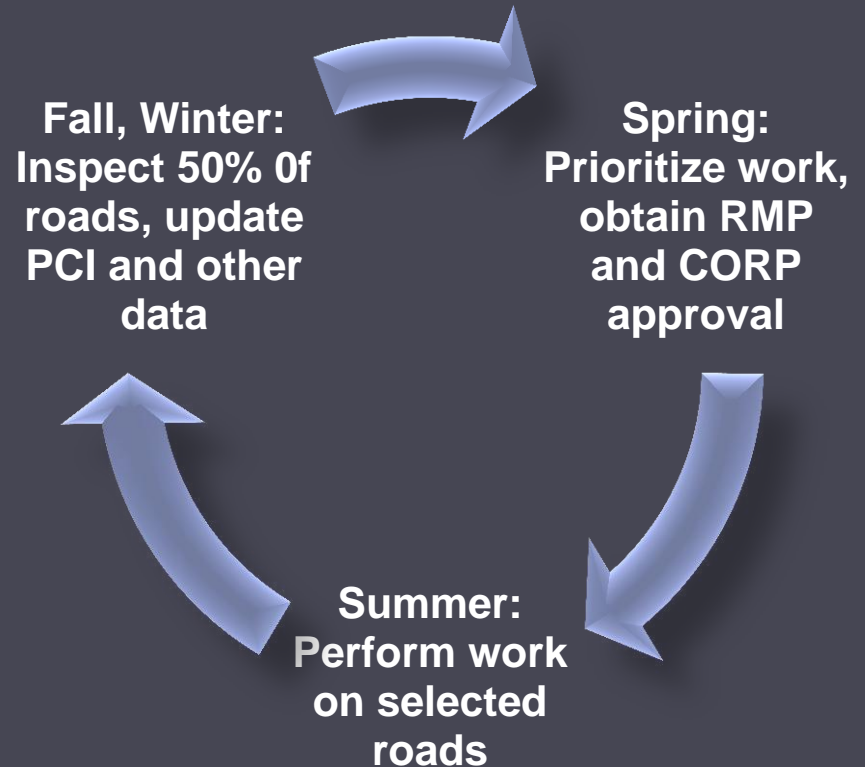 Fall, Winter:
Inspect 50% 0f
roads, update
PCI and other
data
Spring:
Prioritize work,
obtain RMP
and CORP
approval
Summer:
Perform work
on selected
roads